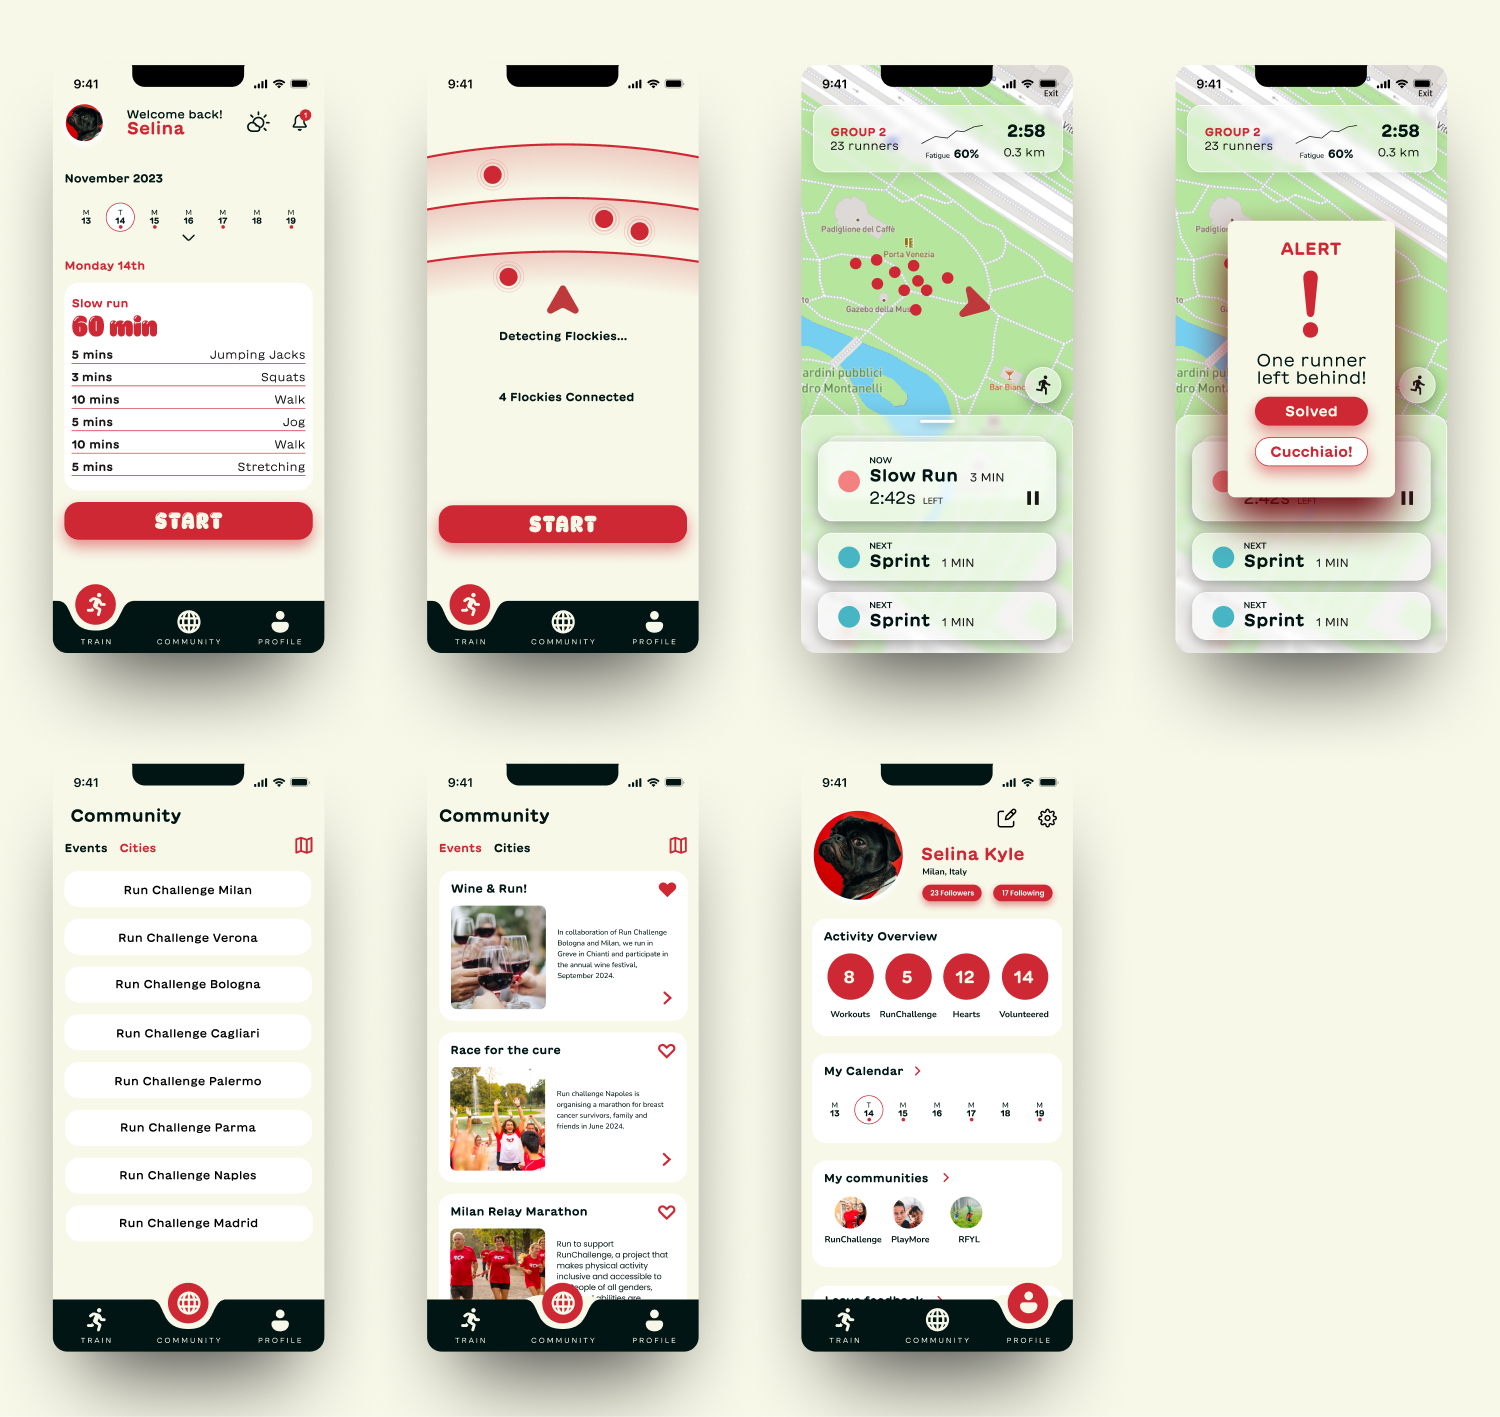 9:41
Welcome back!
Selina
1
November 2023
M T M M M M M
13 14 15 16 17 18 19
Monday 14th
Slow run
60 min
5 mins Jumping Jacks
3 mins Squats
10 mins Walk
5 mins Jog
10 mins Walk
5 mins Stretching
START
TRAIN COMMUNITY PROFILE
9:41
Detecting Flockies...
4 Flockies Connected
START
TRAIN COMMUNITY PROFILE
9:41
Exit
GROUP 2
23 runners
Fatigue 60%
2:58
0.3 km
Padiglione del Caffè
Porta Venezia
Gazebo della Mus
ardini pubblici
dro Montanelli
Bar Bianc
NOW
Slow Run 3 MIN
2:42s LEFT
NEXT
Sprint 1 MIN
NEXT
Sprint 1 MIN
9:41
Exit
GROUP 2
23 runners
Fatigue 60%
2:58
0.3 km
Padiglion
ardini pu
dro Monta
ALERT
!
One runner
left behind!
Solved
Cucchiaio!
2:42s LEFT
NEXT
Sprint 1 MIN
NEXT
Sprint 1 MIN
9:41
Community
Events Cities
Run Challenge Milan
Run Challenge Verona
Run Challenge Bologna
Run Challenge Cagliari
Run Challenge Palermo
Run Challenge Parma
Run Challenge Naples
Run Challenge Madrid
TRAIN COMMUNITY PROFILE
9:41
Community
Events Cities
Wine & Run!
In collaboration of Run Challenge
Bologna and Milan, we run in
Greve in Chianti and participate in
the annual wine festival,
September 2024.
Race for the cure
Run challenge Napoles is
organising a marathon for breast
cancer survivors, family and
friends in June 2024.
Milan Relay Marathon
Run to support
RunChallenge, a project that
makes physical activity
inclusive and accessible to
people of all genders,
abilities are
TRAIN COMMUNITY PROFILE
9:41
Selina Kyle
Milan, Italy
23 Followers 17 Following
Activity Overview
8 5 12 14
Workouts RunChallenge Hearts Volunteered
My Calendar
M T M M M M M
13 14 15 16 17 18 19
My communities
RunChallenge PlayMore RFYL
Leave feedback
TRAIN COMMUNITY PROFILE